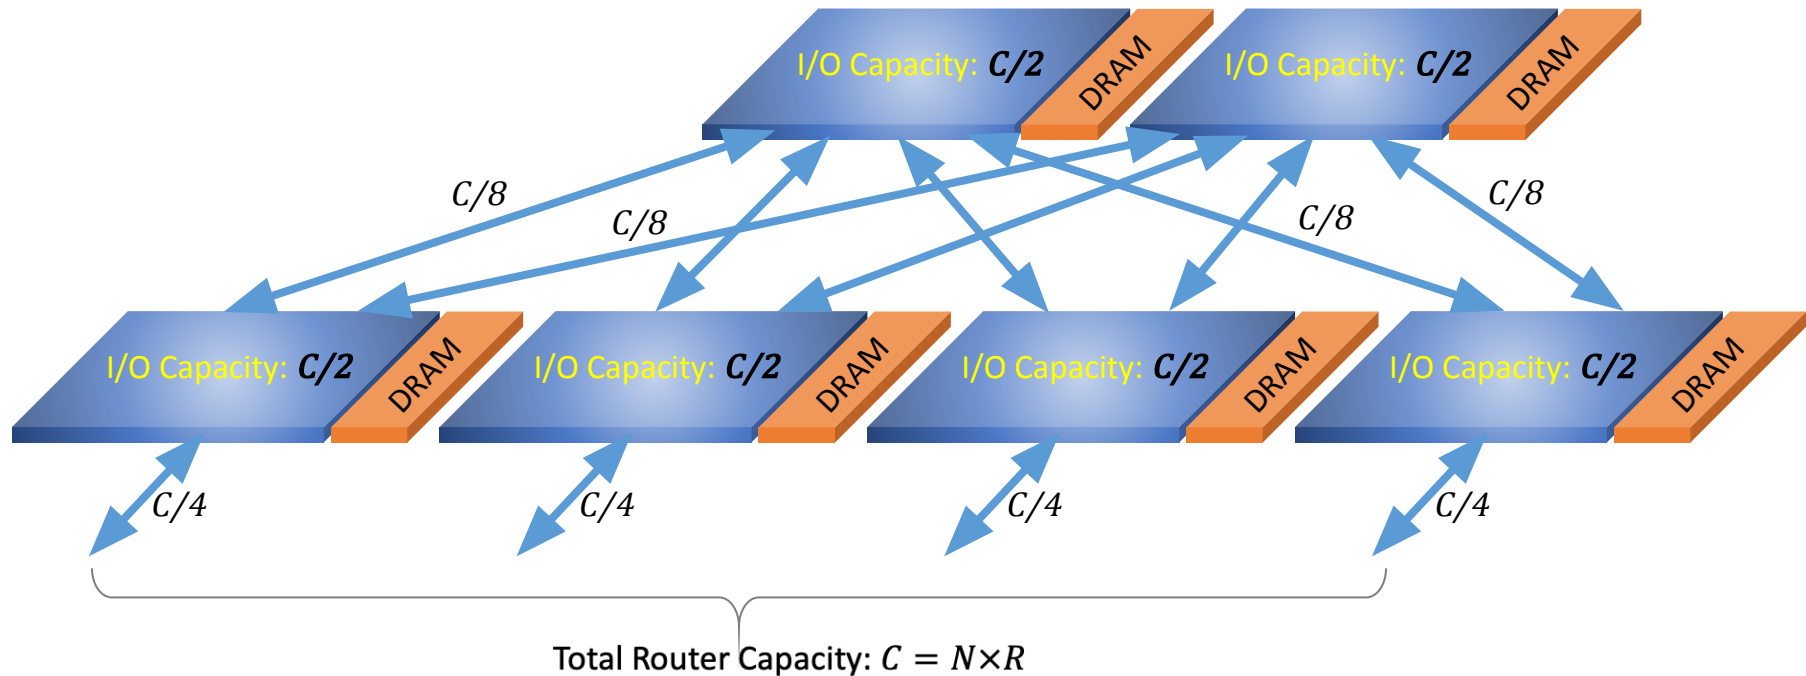 I/O Capacity: C/2
DRAM
I/O Capacity: C/2
DRAM
C/8
C/8
C/8
C/8
I/O Capacity: C/2
DRAM
I/O Capacity: C/2
DRAM
I/O Capacity: C/2
DRAM
I/O Capacity: C/2
DRAM
C/4
C/4
C/4
C/4
Total Router Capacity: C = N×R